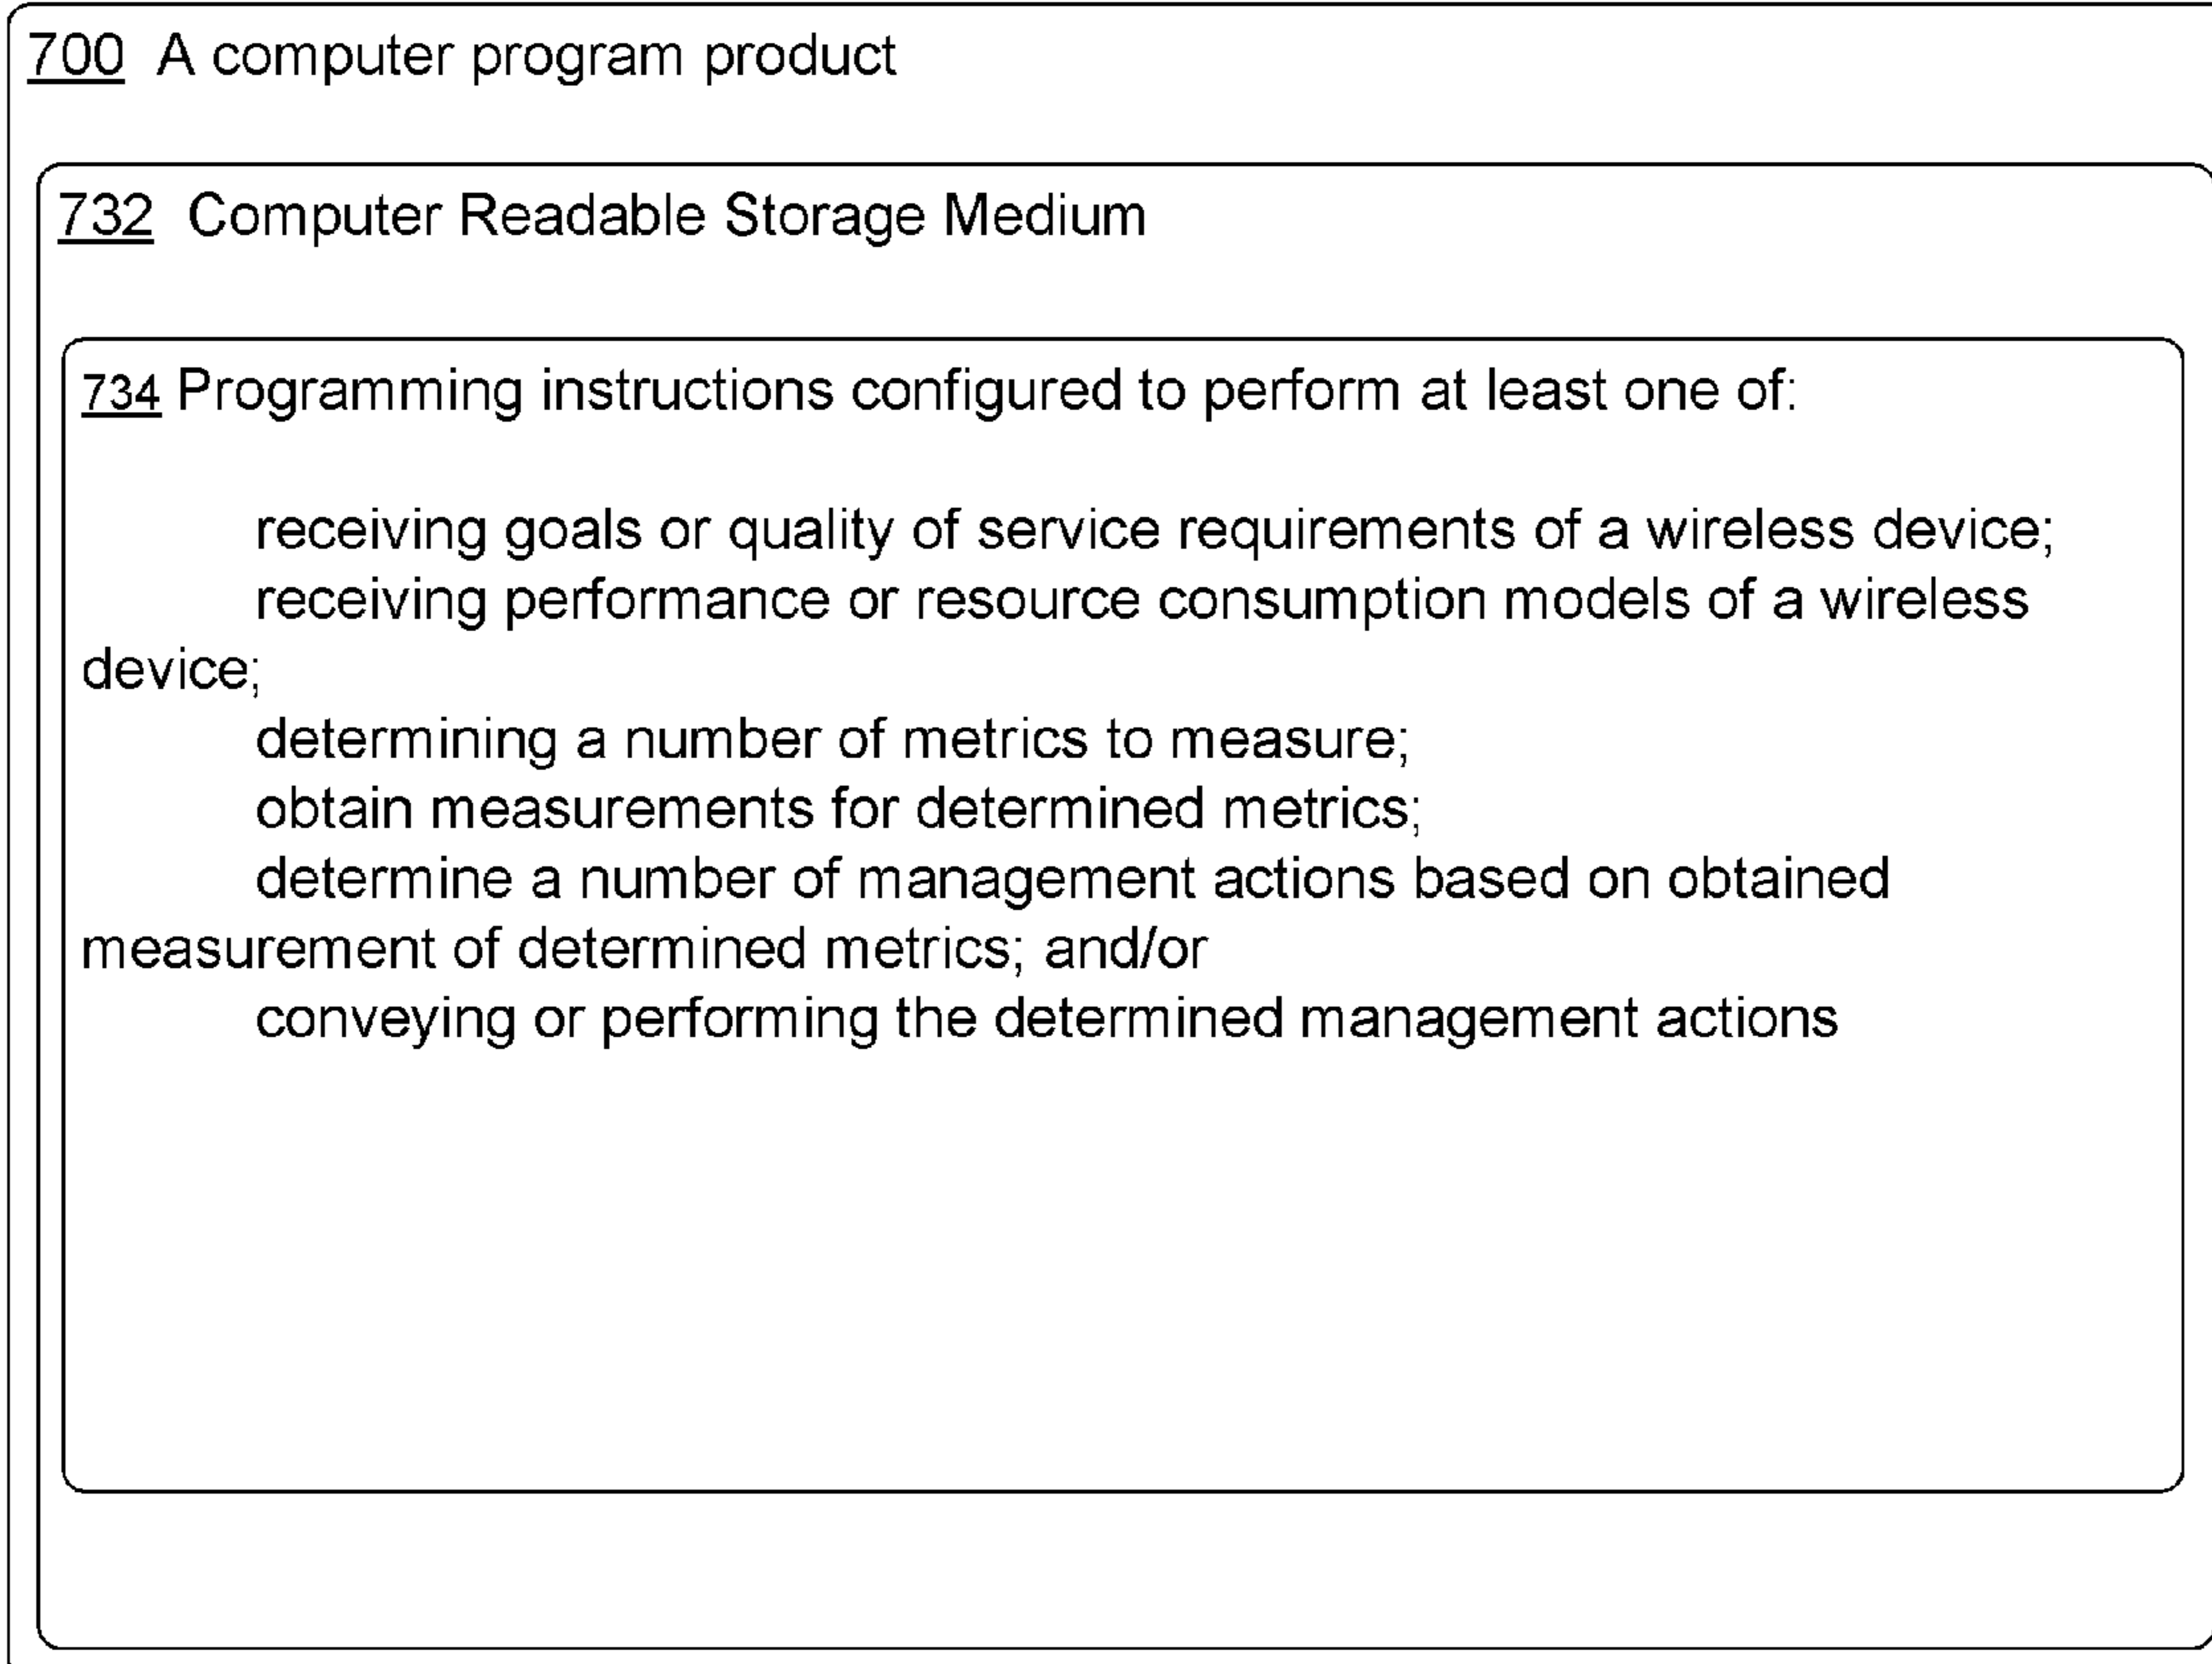 700 A computer program product
732 Computer Readable Storage Medium
734 Programming instructions configured to perform at least one of:
receiving goals or quality of service requirements of a wireless device;
receiving performance or resource consumption models of a wireless
device;
determining a number of metrics to measure;
obtain measurements for determined metrics;
determine a number of management actions based on obtained
measurement of determined metrics; and/or
conveying or performing the determined management actions